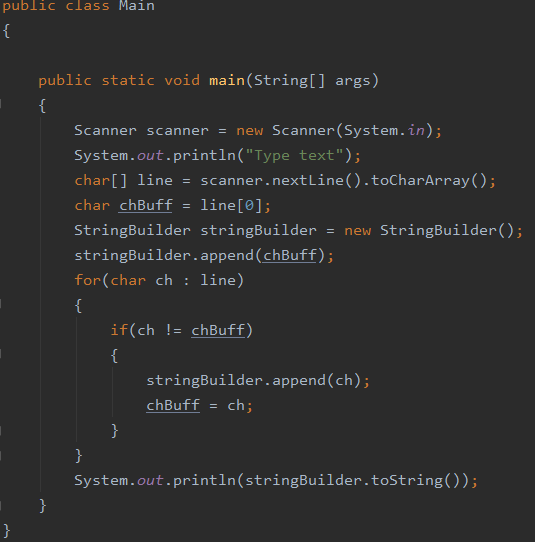 public class Main
{
public static void main(String[] args)
{
Scanner scanner = new Scanner(System.in);
System.out.println("Type text");
char[] line = scanner.nextLine().toCharArray();
char chBuff = line[0];
StringBuilder stringBuilder = new StringBuilder();
stringBuilder.append(chBuff);
for(char ch : line)
{
if(ch != chBuff)
{
stringBuilder.append(ch);
chBuff = ch;
}
}
System.out.println(stringBuilder.toString());
}
}